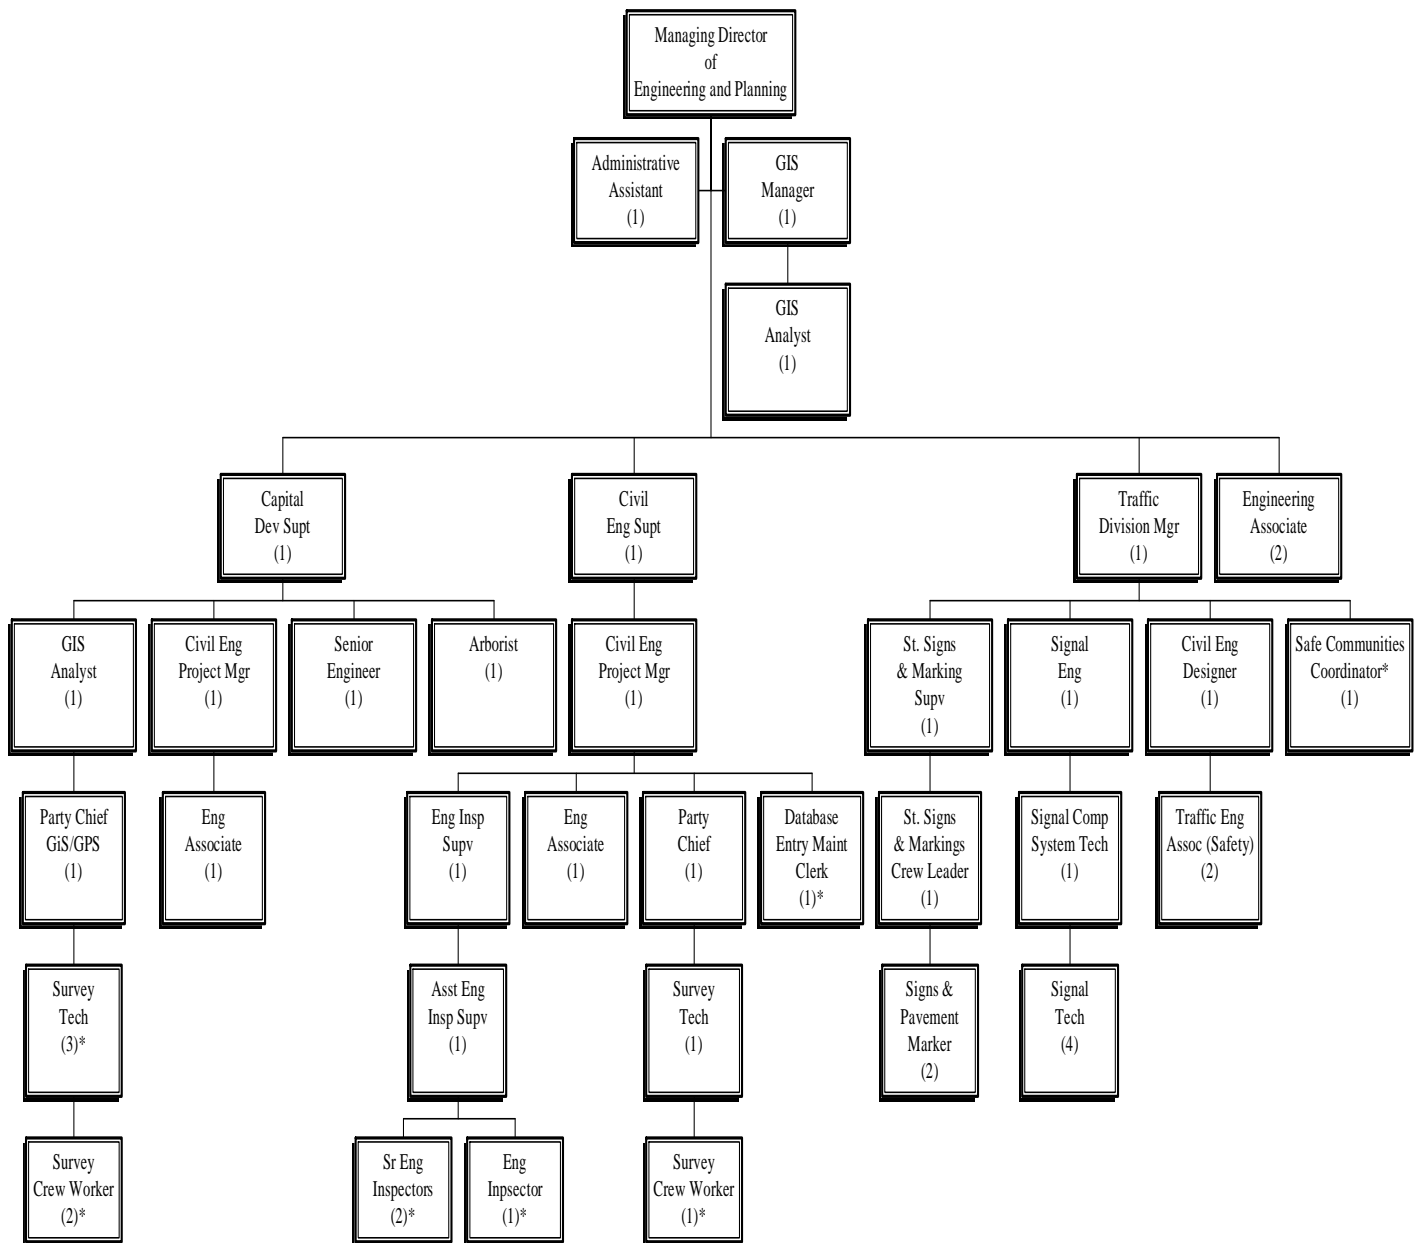 Managing Director
of
Engineering and Planning
Administrative
Assistant
(1)
GIS
Manager
(1)
GIS
Analyst
(1)
Capital
Dev Supt
(1)
Civil
Eng Supt
(1)
Traffic
Division Mgr
(1)
Engineering
Associate
(2)
GIS
Analyst
(1)
Civil Eng
Project Mgr
(1)
Senior
Engineer
(1)
Arborist
(1)
Civil Eng
Project Mgr
(1)
St. Signs
& Marking
Supv
(1)
Signal
Eng
(1)
Civil Eng
Designer
(1)
Safe Communities
Coordinator*
(1)
Party Chief
GiS/GPS
(1)
Eng
Associate
(1)
Eng Insp
Supv
(1)
Eng
Associate
(1)
Party
Chief
(1)
Database
Entry Maint
Clerk
(1)*
St. Signs
& Markings
Crew Leader
(1)
Signal Comp
System Tech
(1)
Traffic Eng
Assoc (Safety)
(2)
Survey
Tech
(3)*
Asst Eng
Insp Supv
(1)
Survey
Tech
(1)
Signs &
Pavement
Marker
(2)
Signal
Tech
(4)
Survey
Crew Worker
(2)*
Sr Eng
Inspectors
(2)*
Eng
Inpsector
(1)*
Survey
Crew Worker
(1)*